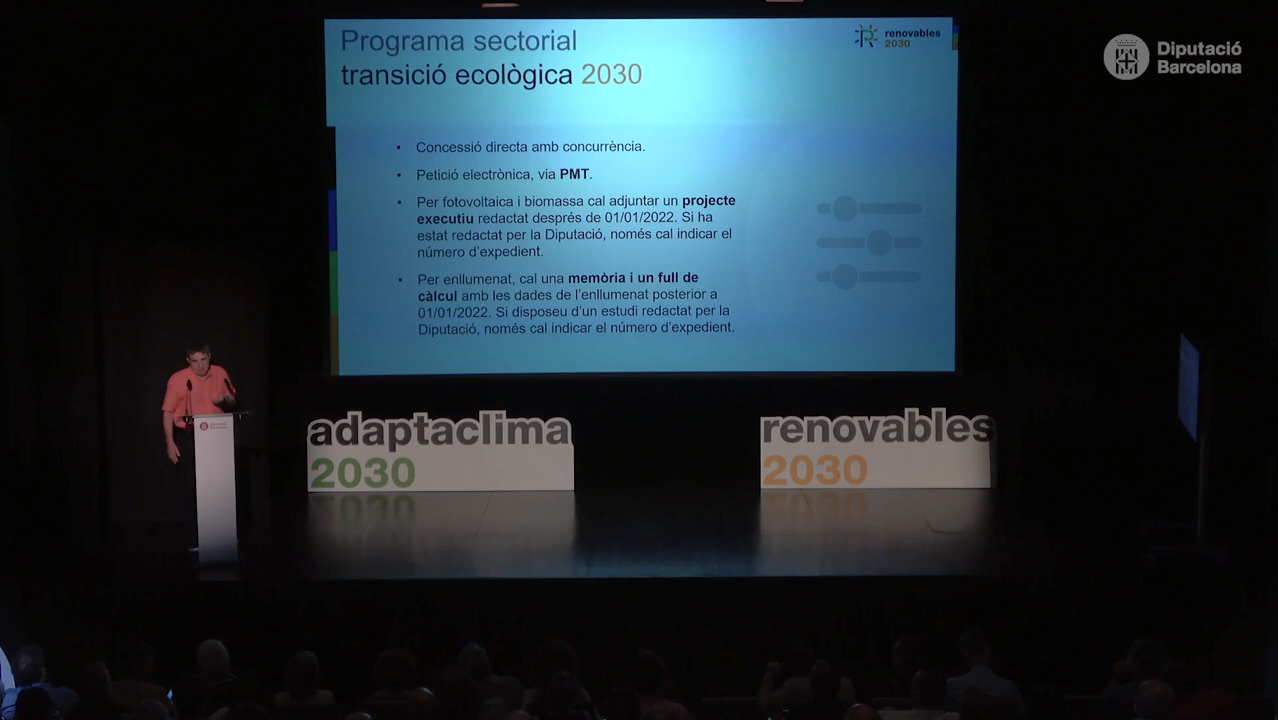 Programa sectorial
transició ecològica 2030
renovables
2030
Diputació
Barcelona
• Concessió directa amb concurrència.
• Petició electrònica, via PMT.
• Per fotovoltaica i biomassa cal adjuntar un projecte
executiu redactat després de 01/01/2022. Si ha
estat redactat per la Diputació, només cal indicar el
número d’expedient.
• Per enllumenat, cal una memòria i un full de
càlcul amb les dades de l’enllumenat posterior a
01/01/2022. Si disposeu d’un estudi redactat per la
Diputació, només cal indicar el número d’expedient.
Diputació
Barcelona
adaptaclima
2030
renovables
2030